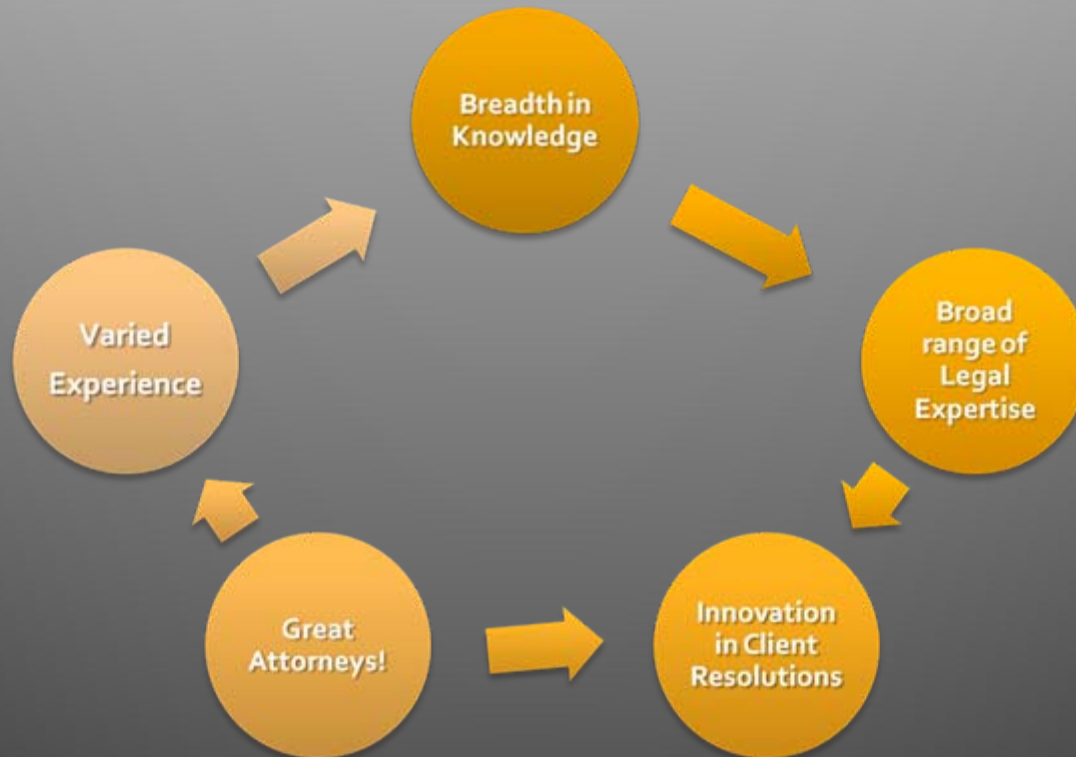 Breadth in
Knowledge
Broad
range of
Legal
Expertise
Innovation
in Client
Resolutions
Great
Attorneys!
Varied
Experience